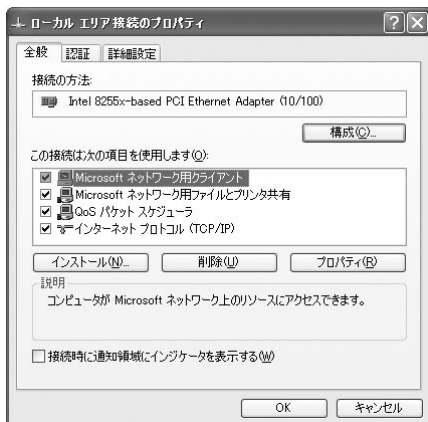 ローカル エリア接続のプロパティ
全般 認証 詳細設定
接続の方法:
Intel 8255x-based PCI Ethernet Adapter (10/100)
構成(C)...
この接続は次の項目を使用します(O):
Microsoft ネットワーク用クライアント
Microsoft ネットワーク用ファイルとプリンタ共有
QoS パケット スケジューラ
インターネット プロトコル (TCP/IP)
インストール(N)... 削除(U) プロパティ(R)
説明
コンピュータが Microsoft ネットワーク上のリソースにアクセスできます。
接続時に通知領域にインジケータを表示する(W)
OK キャンセル